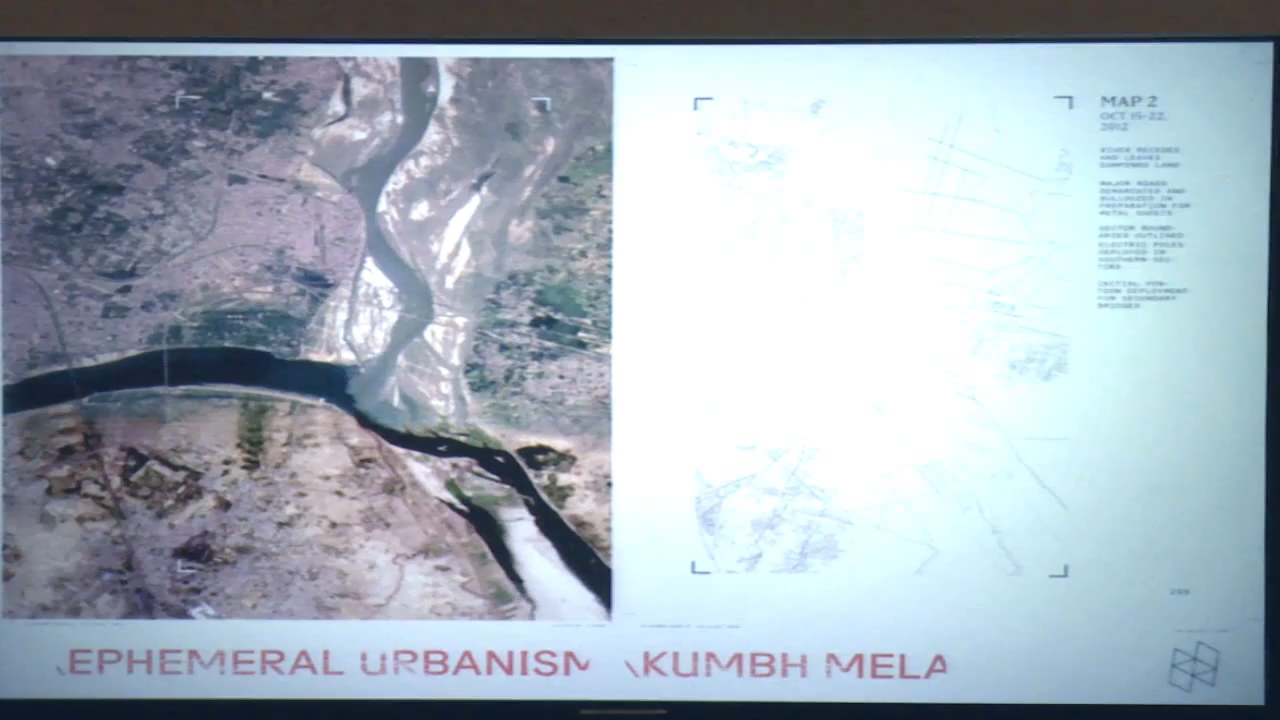 MAP 2
OCT 15-22,
2012
RIVER RECEDES
AND LEAVES
DAMPENED LAND
MAJOR ROADS
DEMARCATED AND
BULLDOZED IN
PREPARATION FOR
METAL SHEETS
SECTOR BOUND-
ARIES OUTLINED
ELECTRIC POLES
DEPLOYED IN
SOUTHERN SEC-
TORS
INITIAL PON-
TOON DEPLOYMENT
FOR SECONDARY
BRIDGES
\EPHEMERAL URBANISM \KUMBH MELA